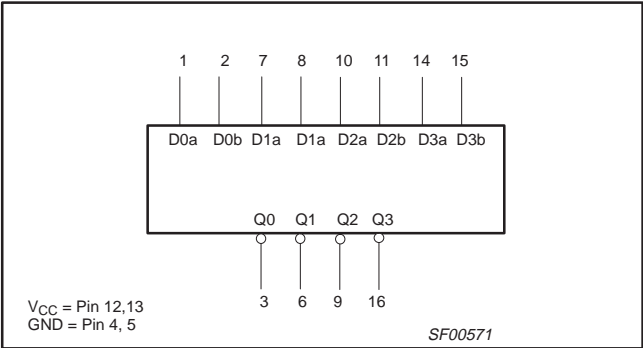 1 2 7 8 10 11 14 15
D0a D0b D1a D1a D2a D2b D3a D3b
Q0 Q1 Q2 Q3
3 6 9 16
VCC = Pin 12,13
GND = Pin 4, 5
SF00571